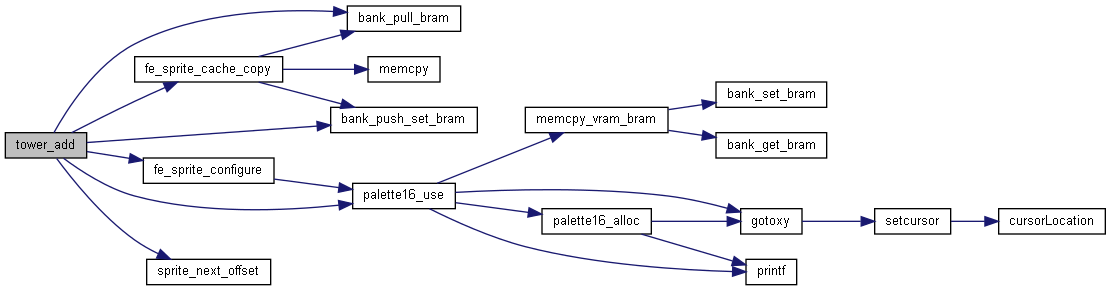 tower_add
bank_pull_bram
fe_sprite_cache_copy
memcpy
bank_push_set_bram
fe_sprite_configure
palette16_use
sprite_next_offset
memcpy_vram_bram
bank_set_bram
bank_get_bram
palette16_alloc
gotoxy
setcursor
cursorLocation
printf